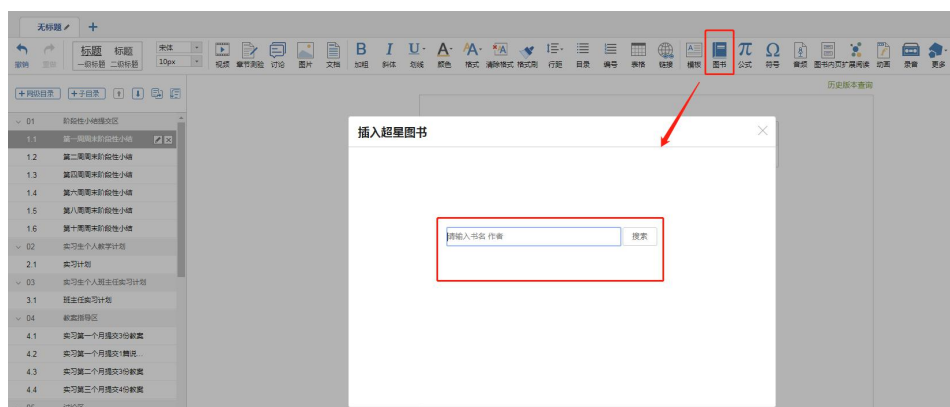 无标题
标题 标题 宋体
撤销 重做 一级标题 二级标题 10px 视频 章节测验 讨论 图片 文档 加粗 斜体 划线 颜色 格式 清除格式 格式刷 行距 目录 编号 表格 链接 模板 图书 公式 符号 音频 图书内页扩展阅读 动画 录音 更多
历史版本查询
+同级目录 +子目录
01 阶段性小结提交区
1.1 第一周周末阶段性小结
1.2 第二周周末阶段性小结
1.3 第四周周末阶段性小结
1.4 第六周周末阶段性小结
1.5 第八周周末阶段性小结
1.6 第十周周末阶段性小结
02 实习生个人教学计划
2.1 实习计划
03 实习生个人班主任实习计划
3.1 班主任实习计划
04 教案指导区
4.1 实习第一个月提交3份教案
4.2 实习第一个月提交1篇说...
4.3 实习第二个月提交3份教案
4.4 实习第三个月提交4份教案
插入超星图书
请输入书名 作者 搜索